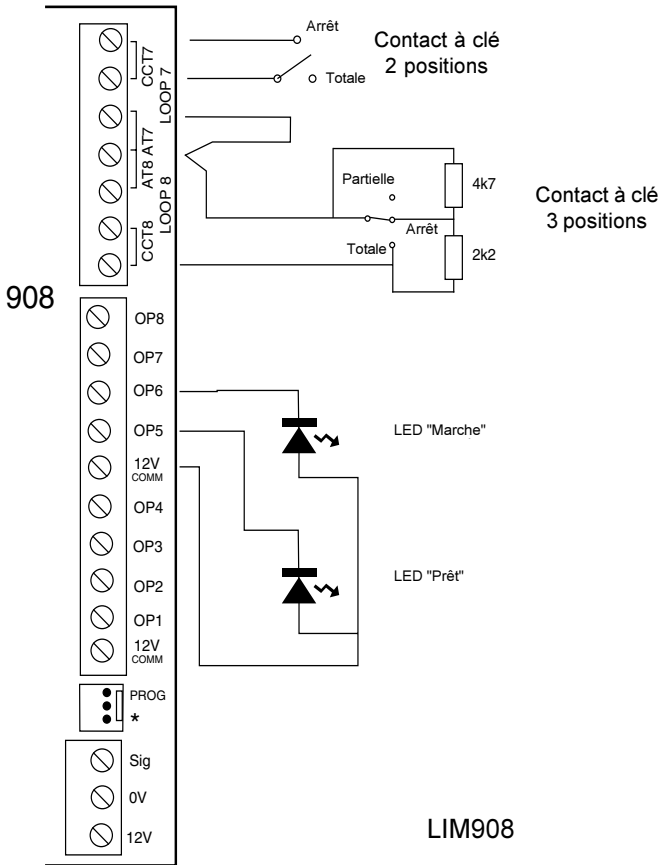 Arrêt
Totale
Contact à clé
2 positions
CCT7
LOOP 7
AT8 AT7
LOOP 8
CCT8
Partielle
Arrêt
Totale
4k7
2k2
Contact à clé
3 positions
908
OP8
OP7
OP6
OP5
12V
COMM
OP4
OP3
OP2
OP1
12V
COMM
LED "Marche"
LED "Prêt"
PROG
*
Sig
0V
12V
LIM908